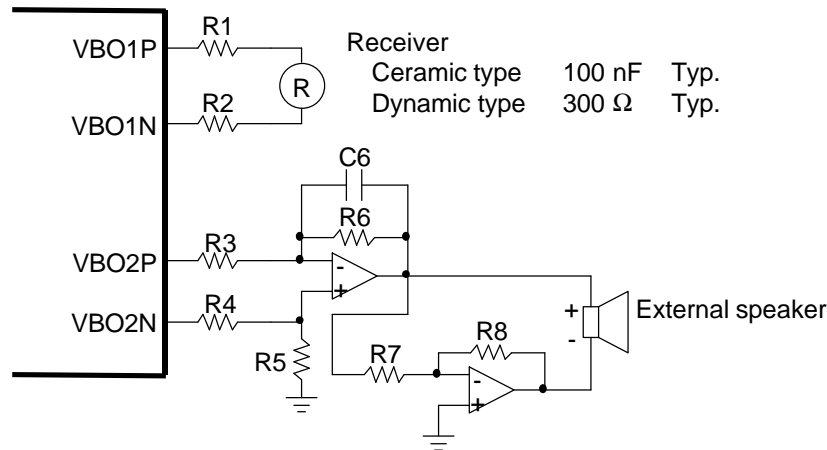 R1
VBO1P
Receiver
Ceramic type 100 nF Typ.
R
Dynamic type 300 Ω Typ.
R2
VBO1N
C6
R6
R3
VBO2P
-
+
R4
VBO2N
+
-
External speaker
R5
R7
R8
-
+